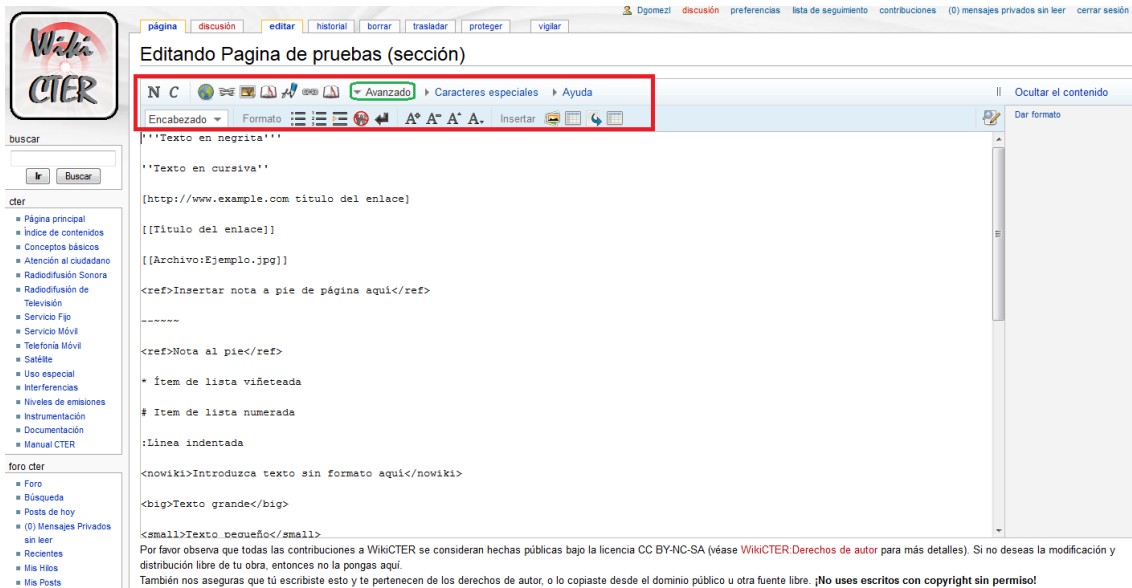 Wiki
CTER
Dgomezl discusión preferencias lista de seguimiento contribuciones (0) mensajes privados sin leer cerrar sesión
página discusión editar historial borrar trasladar proteger vigilar
Editando Pagina de pruebas (sección)
N C Avanzado Caracteres especiales Ayuda
Ocultar el contenido
Encabezado Formato A A A A Insertar
Dar formato
buscar
Ir Buscar
cter
Página principal
Índice de contenidos
Conceptos básicos
Atención al ciudadano
Radiodifusión Sonora
Radiodifusión de
Televisión
Servicio Fijo
Servicio Móvil
Telefonía Móvil
Satélite
Uso especial
Interferencias
Niveles de emisiones
Instrumentación
Documentación
Manual CTER
foro cter
Foro
Búsqueda
Posts de hoy
(0) Mensajes Privados
sin leer
Recientes
Mis Hilos
Mis Posts
'''Texto en negrita'''
''Texto en cursiva''
[http://www.example.com título del enlace]
[[Título del enlace]]
[[Archivo:Ejemplo.jpg]]
<ref>Insertar nota a pie de página aquí</ref>
--~~~~
<ref>Nota al pie</ref>
* Ítem de lista viñeteada
# Item de lista numerada
:Línea indentada
<nowiki>Introduzca texto sin formato aquí</nowiki>
<big>Texto grande</big>
<small>Texto pequeño</small>
Por favor observa que todas las contribuciones a WikiCTER se consideran hechas públicas bajo la licencia CC BY-NC-SA (véase WikiCTER:Derechos de autor para más detalles). Si no deseas la modificación y
distribución libre de tu obra, entonces no la pongas aquí.
También nos aseguras que tú escribiste esto y te pertenecen de los derechos de autor, o lo copiaste desde el dominio público u otra fuente libre. ¡No uses escritos con copyright sin permiso!